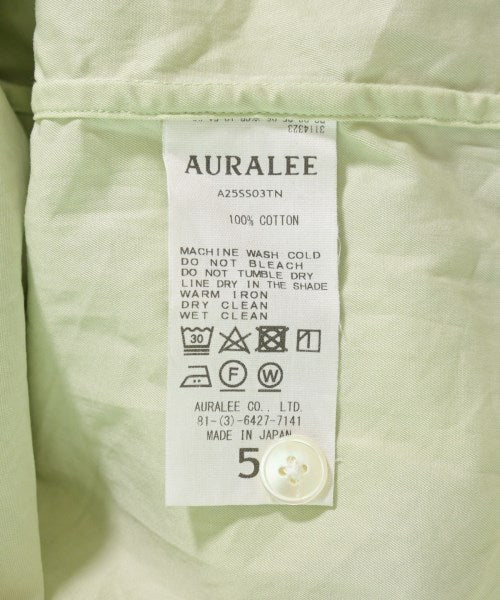 3114323
AURALEE
A25SS03TN
100% COTTON
MACHINE WASH COLD
DO NOT BLEACH
DO NOT TUMBLE DRY
LINE DRY IN THE SHADE
WARM IRON
DRY CLEAN
WET CLEAN
30
F W
AURALEE CO., LTD.
81-(3)-6427-7141
MADE IN JAPAN
5